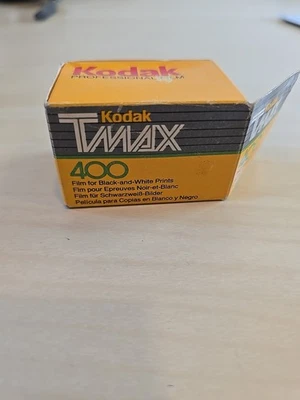 Kodak
PROFESSIONAL FILM
Kodak
TMAX
400
Film for Black-and-White Prints
Film pour Epreuves Noir-et-Blanc
Film für Schwarzweiß-Bilder
Película para Copias en Blanco y Negro